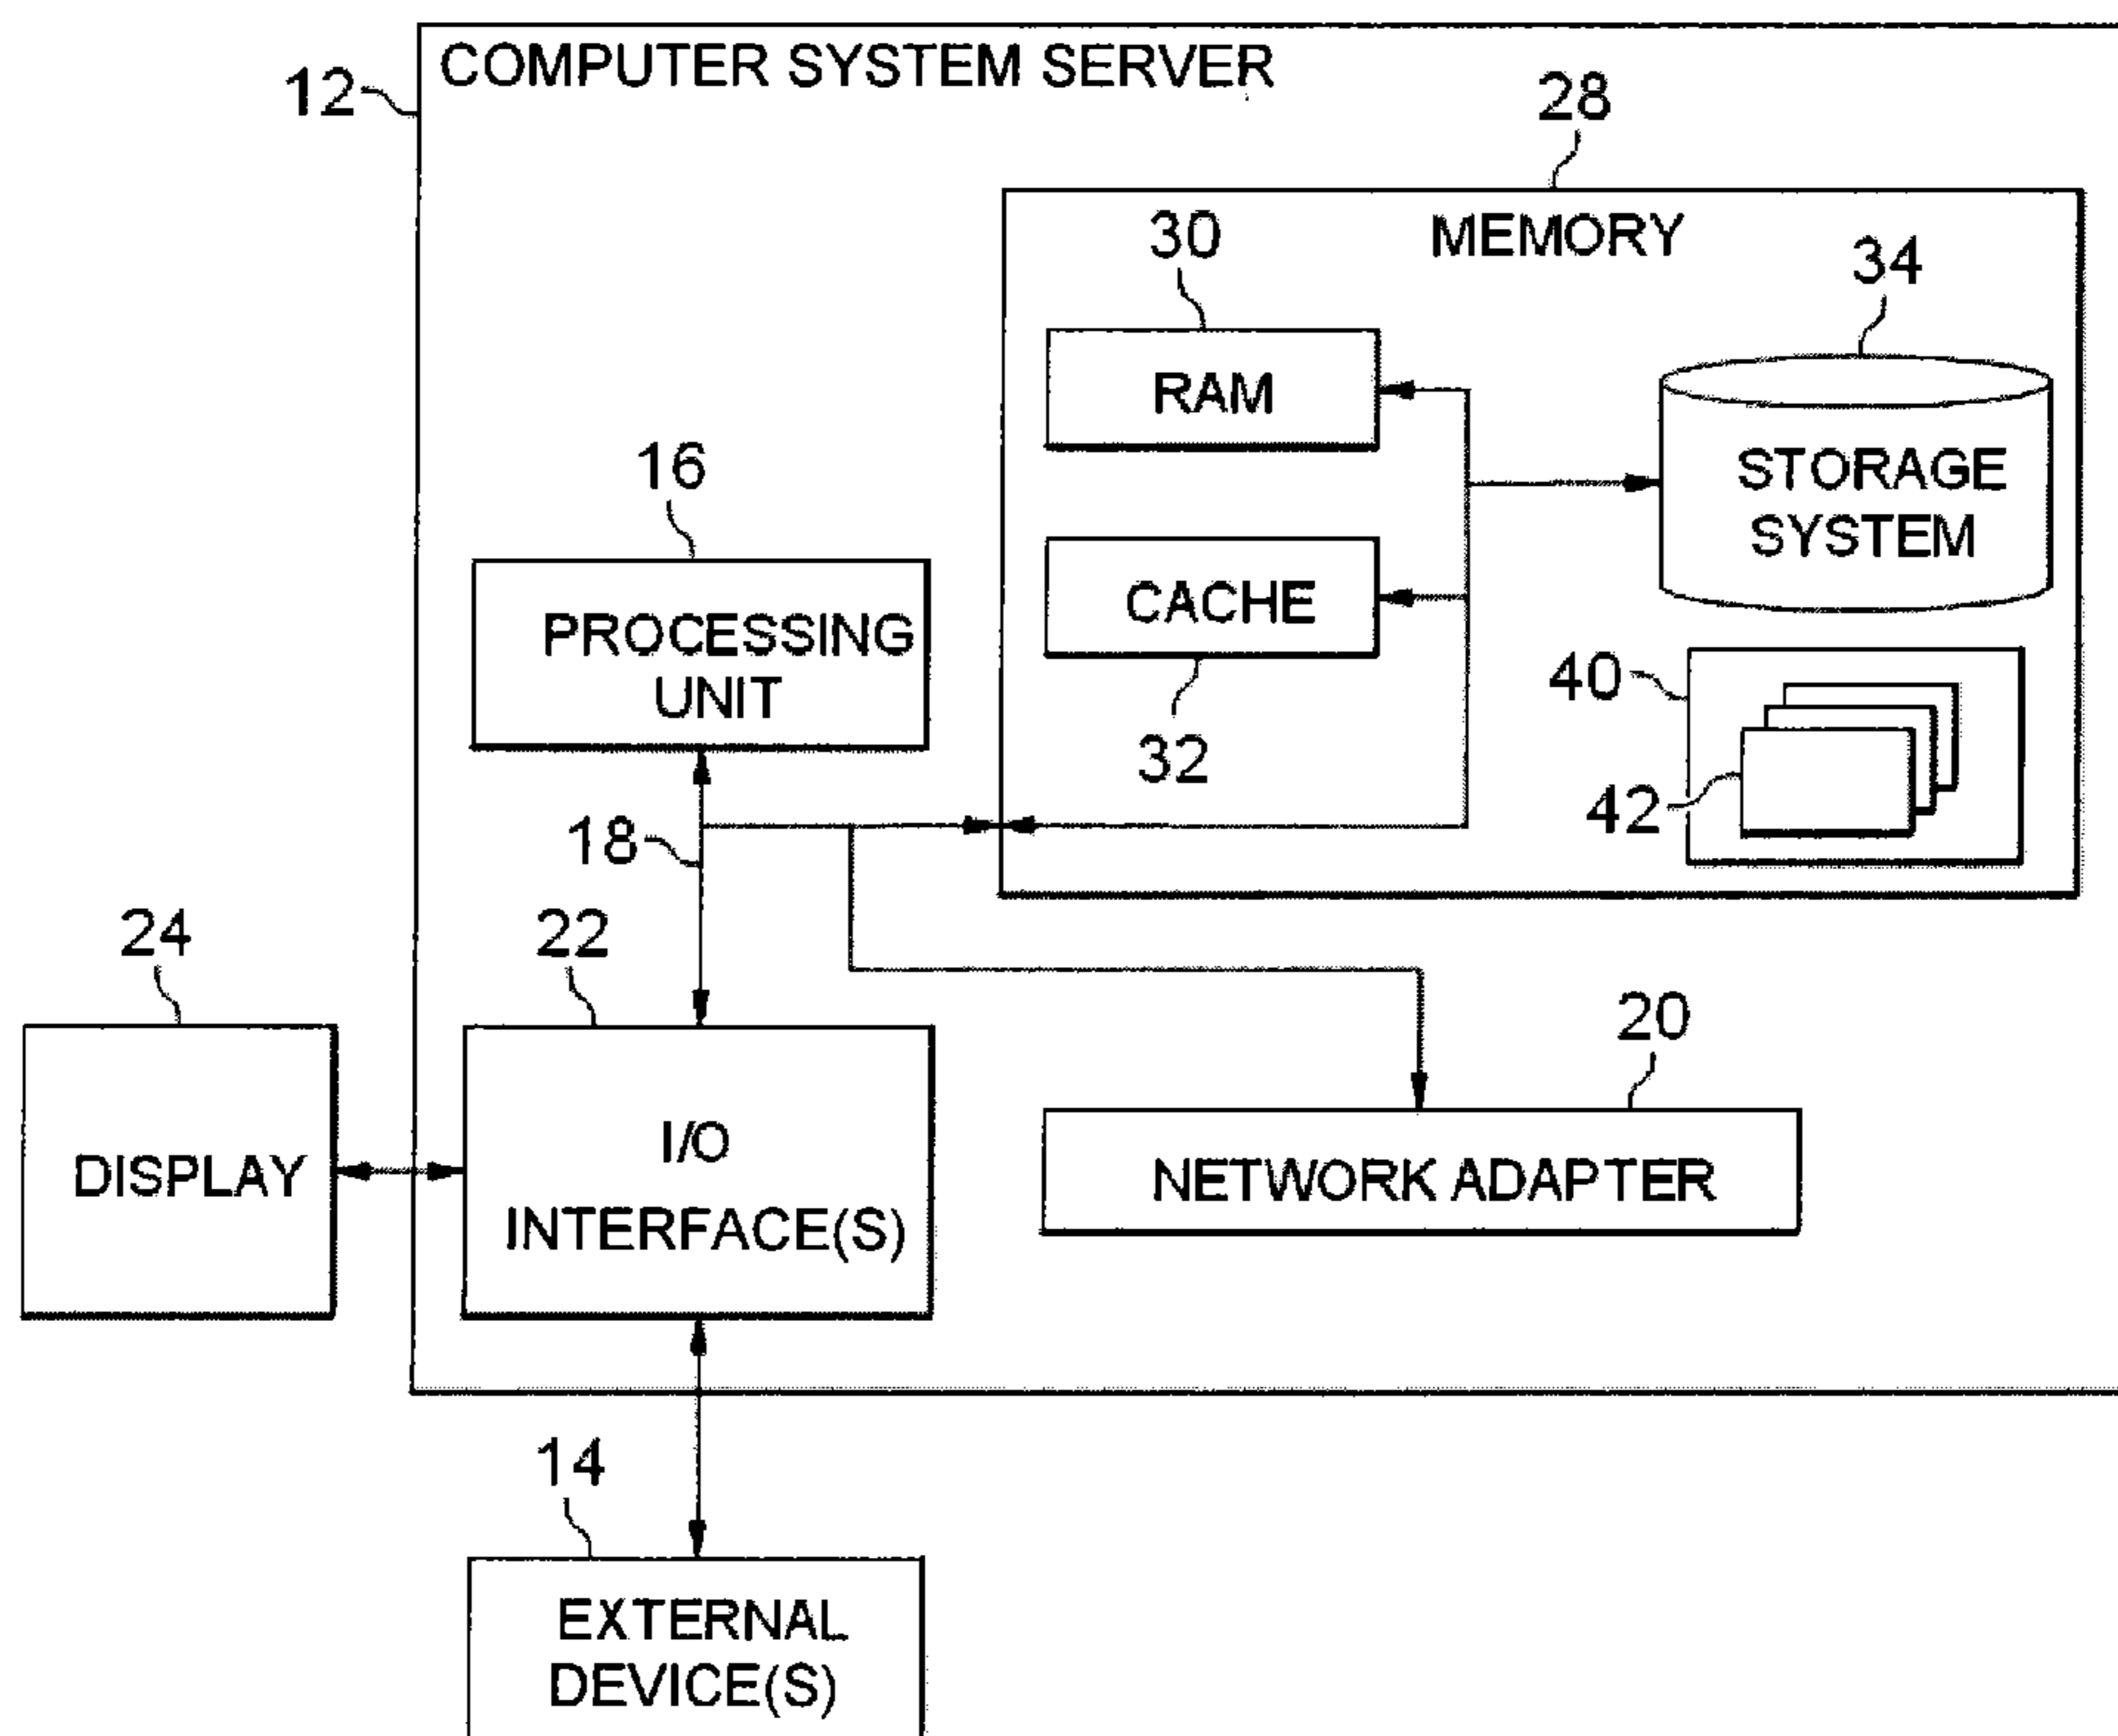 COMPUTER SYSTEM SERVER
12
28
MEMORY
30
34
RAM
STORAGE
SYSTEM
16
PROCESSING
UNIT
CACHE
32
40
42
18
24
22
20
DISPLAY
I/O
INTERFACE(S)
NETWORK ADAPTER
14
EXTERNAL
DEVICE(S)